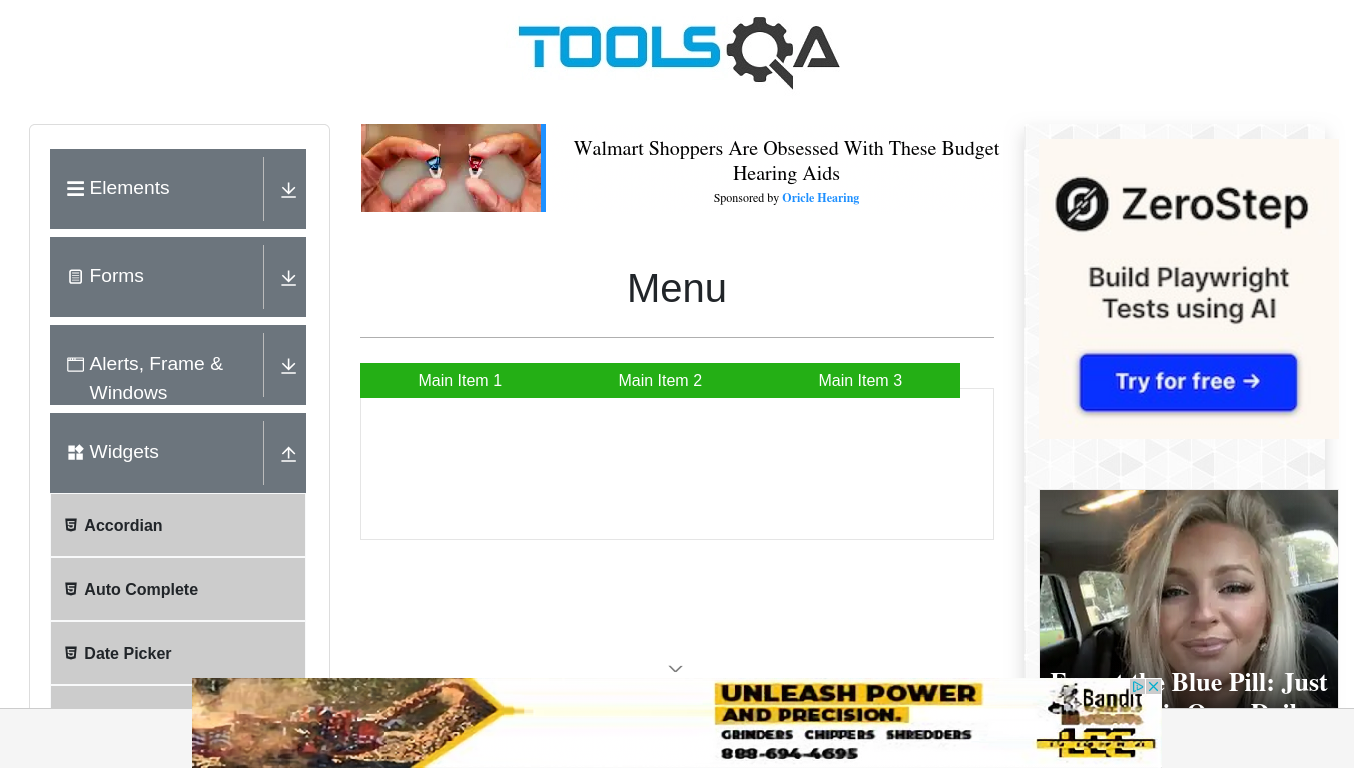 TOOLSQA
Elements
Forms
Alerts, Frame &
Windows
Widgets
Accordian
Auto Complete
Date Picker
Walmart Shoppers Are Obsessed With These Budget
Hearing Aids
Sponsored by Oricle Hearing
Menu
Main Item 1
Main Item 2
Main Item 3
ZeroStep
Build Playwright
Tests using AI
Try for free →
Blue Pill: Just
UNLEASH POWER
AND PRECISION.
GRINDERS CHIPPERS SHREDDERS
888-694-4695
Bandit